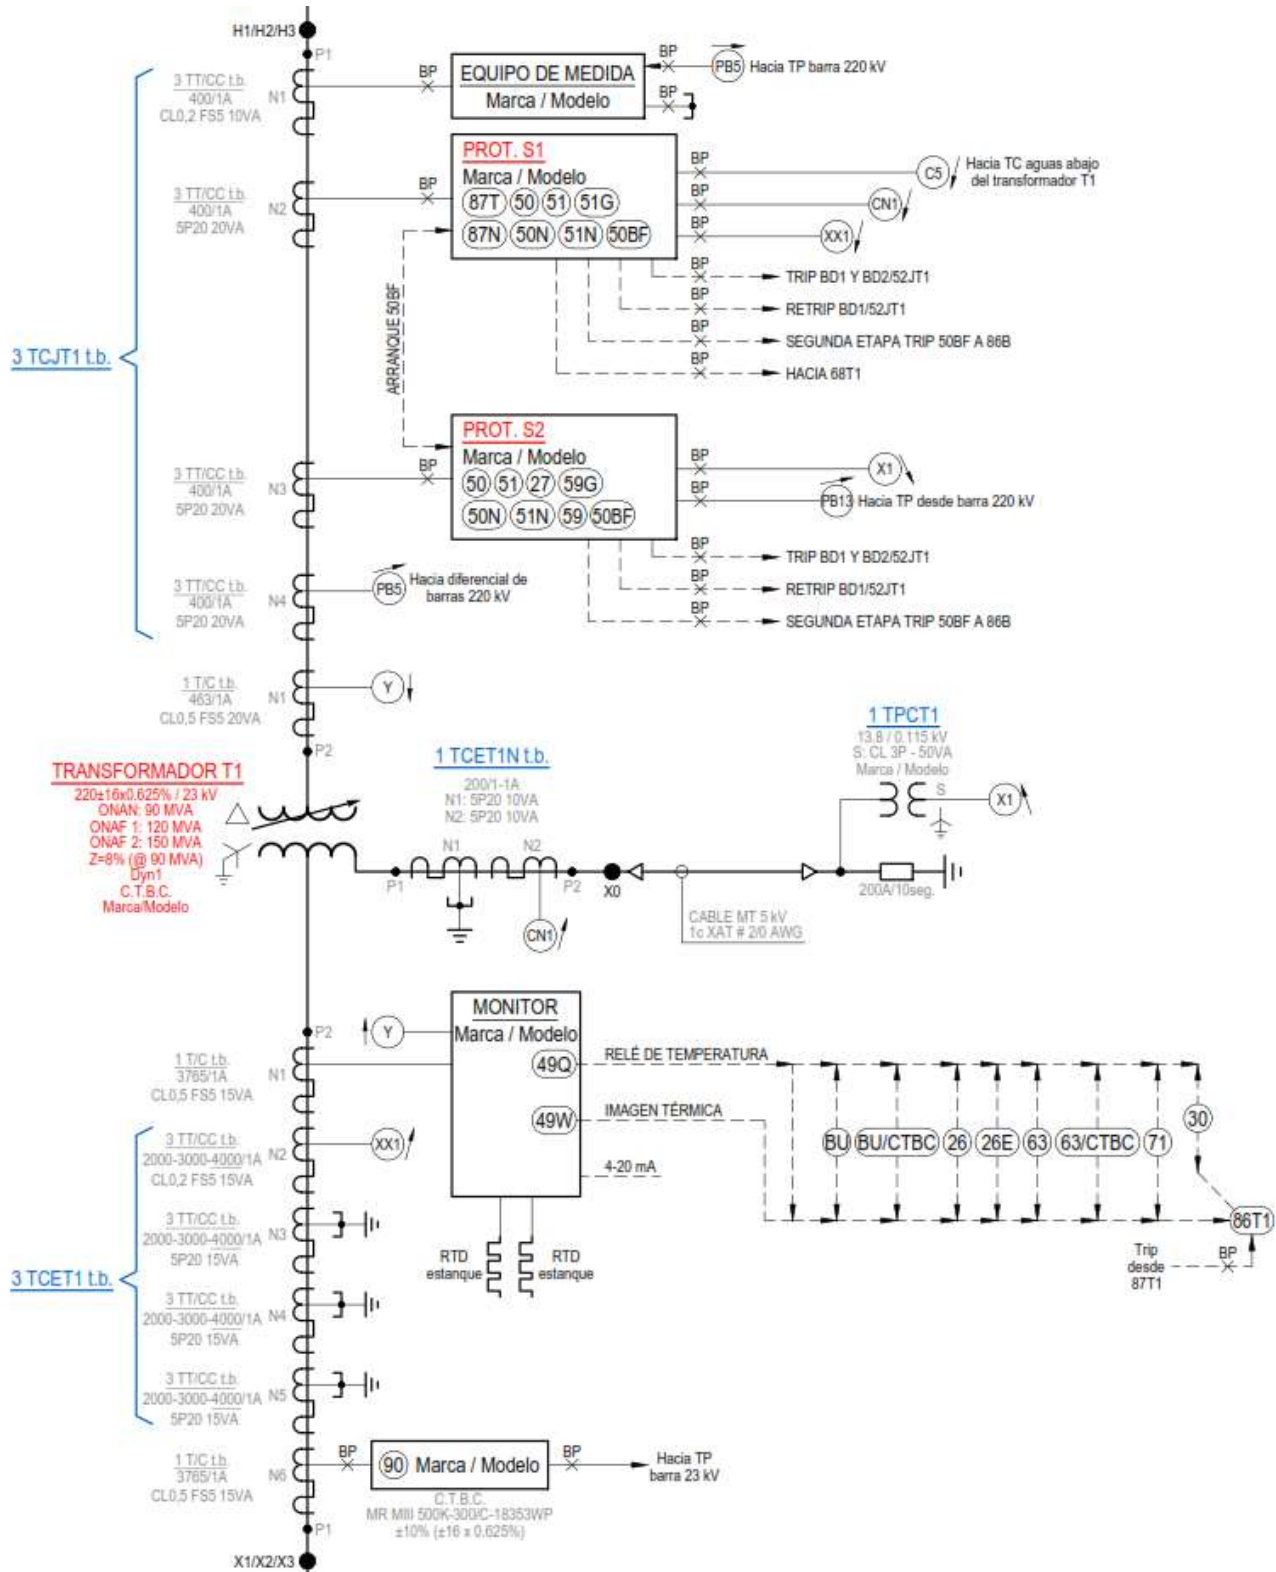 H1/H2/H3
P1
3 TT/CC t.b.
400/1A
CL0,2 FS5 10VA
N1
BP
EQUIPO DE MEDIDA
Marca / Modelo
BP
PB5
Hacia TP barra 220 kV
BP
3 TT/CC t.b.
400/1A
5P20 20VA
N2
BP
PROT. S1
Marca / Modelo
87T 50 51 51G
87N 50N 51N 50BF
BP
C5
Hacia TC aguas abajo
del transformador T1
BP
CN1
BP
XX1
BP
TRIP BD1 Y BD2/52JT1
BP
RETRIP BD1/52JT1
BP
SEGUNDA ETAPA TRIP 50BF A 86B
BP
HACIA 68T1
ARRANQUE 50BF
3 TCJT1 t.b.
3 TT/CC t.b.
400/1A
5P20 20VA
N3
BP
PROT. S2
Marca / Modelo
50 51 27 59G
50N 51N 59 50BF
BP
X1
BP
PB13
Hacia TP desde barra 220 kV
BP
TRIP BD1 Y BD2/52JT1
BP
RETRIP BD1/52JT1
BP
SEGUNDA ETAPA TRIP 50BF A 86B
3 TT/CC t.b.
400/1A
5P20 20VA
N4
PB5
Hacia diferencial de
barras 220 kV
1 T/C t.b.
463/1A
CL0,5 FS5 20VA
N1
Y
P2
TRANSFORMADOR T1
220±16x0.625% / 23 kV
ONAN: 90 MVA
ONAF 1: 120 MVA
ONAF 2: 150 MVA
Z=8% (@ 90 MVA)
Dyn1
C.T.B.C.
Marca/Modelo
1 TCET1N t.b.
200/1-1A
N1: 5P20 10VA
N2: 5P20 10VA
N1
N2
P1
P2
X0
CN1
1 TPCT1
13.8 / 0.115 kV
S: CL 3P - 50VA
Marca / Modelo
S
X1
200A/10seg.
CABLE MT 5 kV
1c XAT # 2/0 AWG
P2
Y
MONITOR
Marca / Modelo
49Q
RELÉ DE TEMPERATURA
49W
IMAGEN TÉRMICA
4-20 mA
RTD
estanque
RTD
estanque
BU
BU/CTBC
26
26E
63
63/CTBC
71
30
86T1
Trip
desde
87T1
BP
1 T/C t.b.
3765/1A
CL0,5 FS5 15VA
N1
3 TCET1 t.b.
3 TT/CC t.b.
2000-3000-4000/1A
CL0,2 FS5 15VA
N2
XX1
3 TT/CC t.b.
2000-3000-4000/1A
5P20 15VA
N3
3 TT/CC t.b.
2000-3000-4000/1A
5P20 15VA
N4
3 TT/CC t.b.
2000-3000-4000/1A
5P20 15VA
N5
1 T/C t.b.
3765/1A
CL0,5 FS5 15VA
N6
BP
90 Marca / Modelo
BP
Hacia TP
barra 23 kV
C.T.B.C.
MR MIII 500K-300/C-18353WP
±10% (±16 x 0.625%)
P1
X1/X2/X3